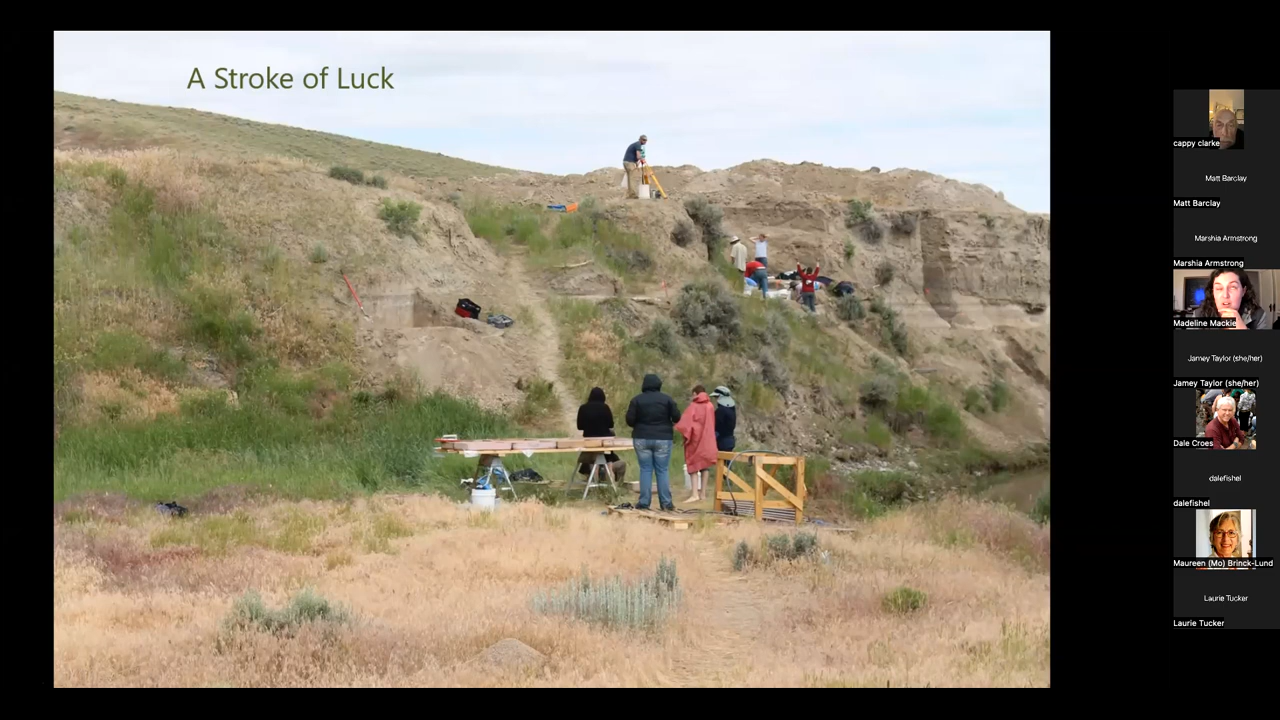 A Stroke of Luck
cappy clarke
Matt Barclay
Matt Barclay
Marshia Armstrong
Marshia Armstrong
Madeline Mackie
Jamey Taylor (she/her)
Jamey Taylor (she/her)
Dale Croes
dalefishel
dalefishel
Maureen (Mo) Brinck-Lund
Laurie Tucker
Laurie Tucker